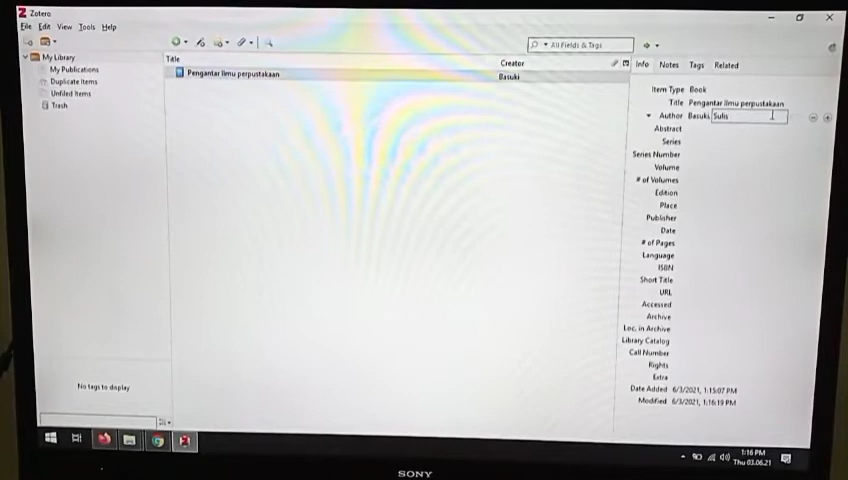 Zotero
File Edit View Tools Help
All Fields & Tags
My Library
My Publications
Duplicate Items
Unfiled Items
Trash
Title Creator
Pengantar ilmu perpustakaan Basuki
Info Notes Tags Related
Item Type Book
Title Pengantar ilmu perpustakaan
Author Basuki, Sulis
Abstract
Series
Series Number
Volume
# of Volumes
Edition
Place
Publisher
Date
# of Pages
Language
ISBN
Short Title
URL
Accessed
Archive
Loc. in Archive
Library Catalog
Call Number
Rights
Extra
Date Added 6/3/2021, 1:15:07 PM
Modified 6/3/2021, 1:16:19 PM
No tags to display
1:16 PM
Thu 03.06.21
SONY